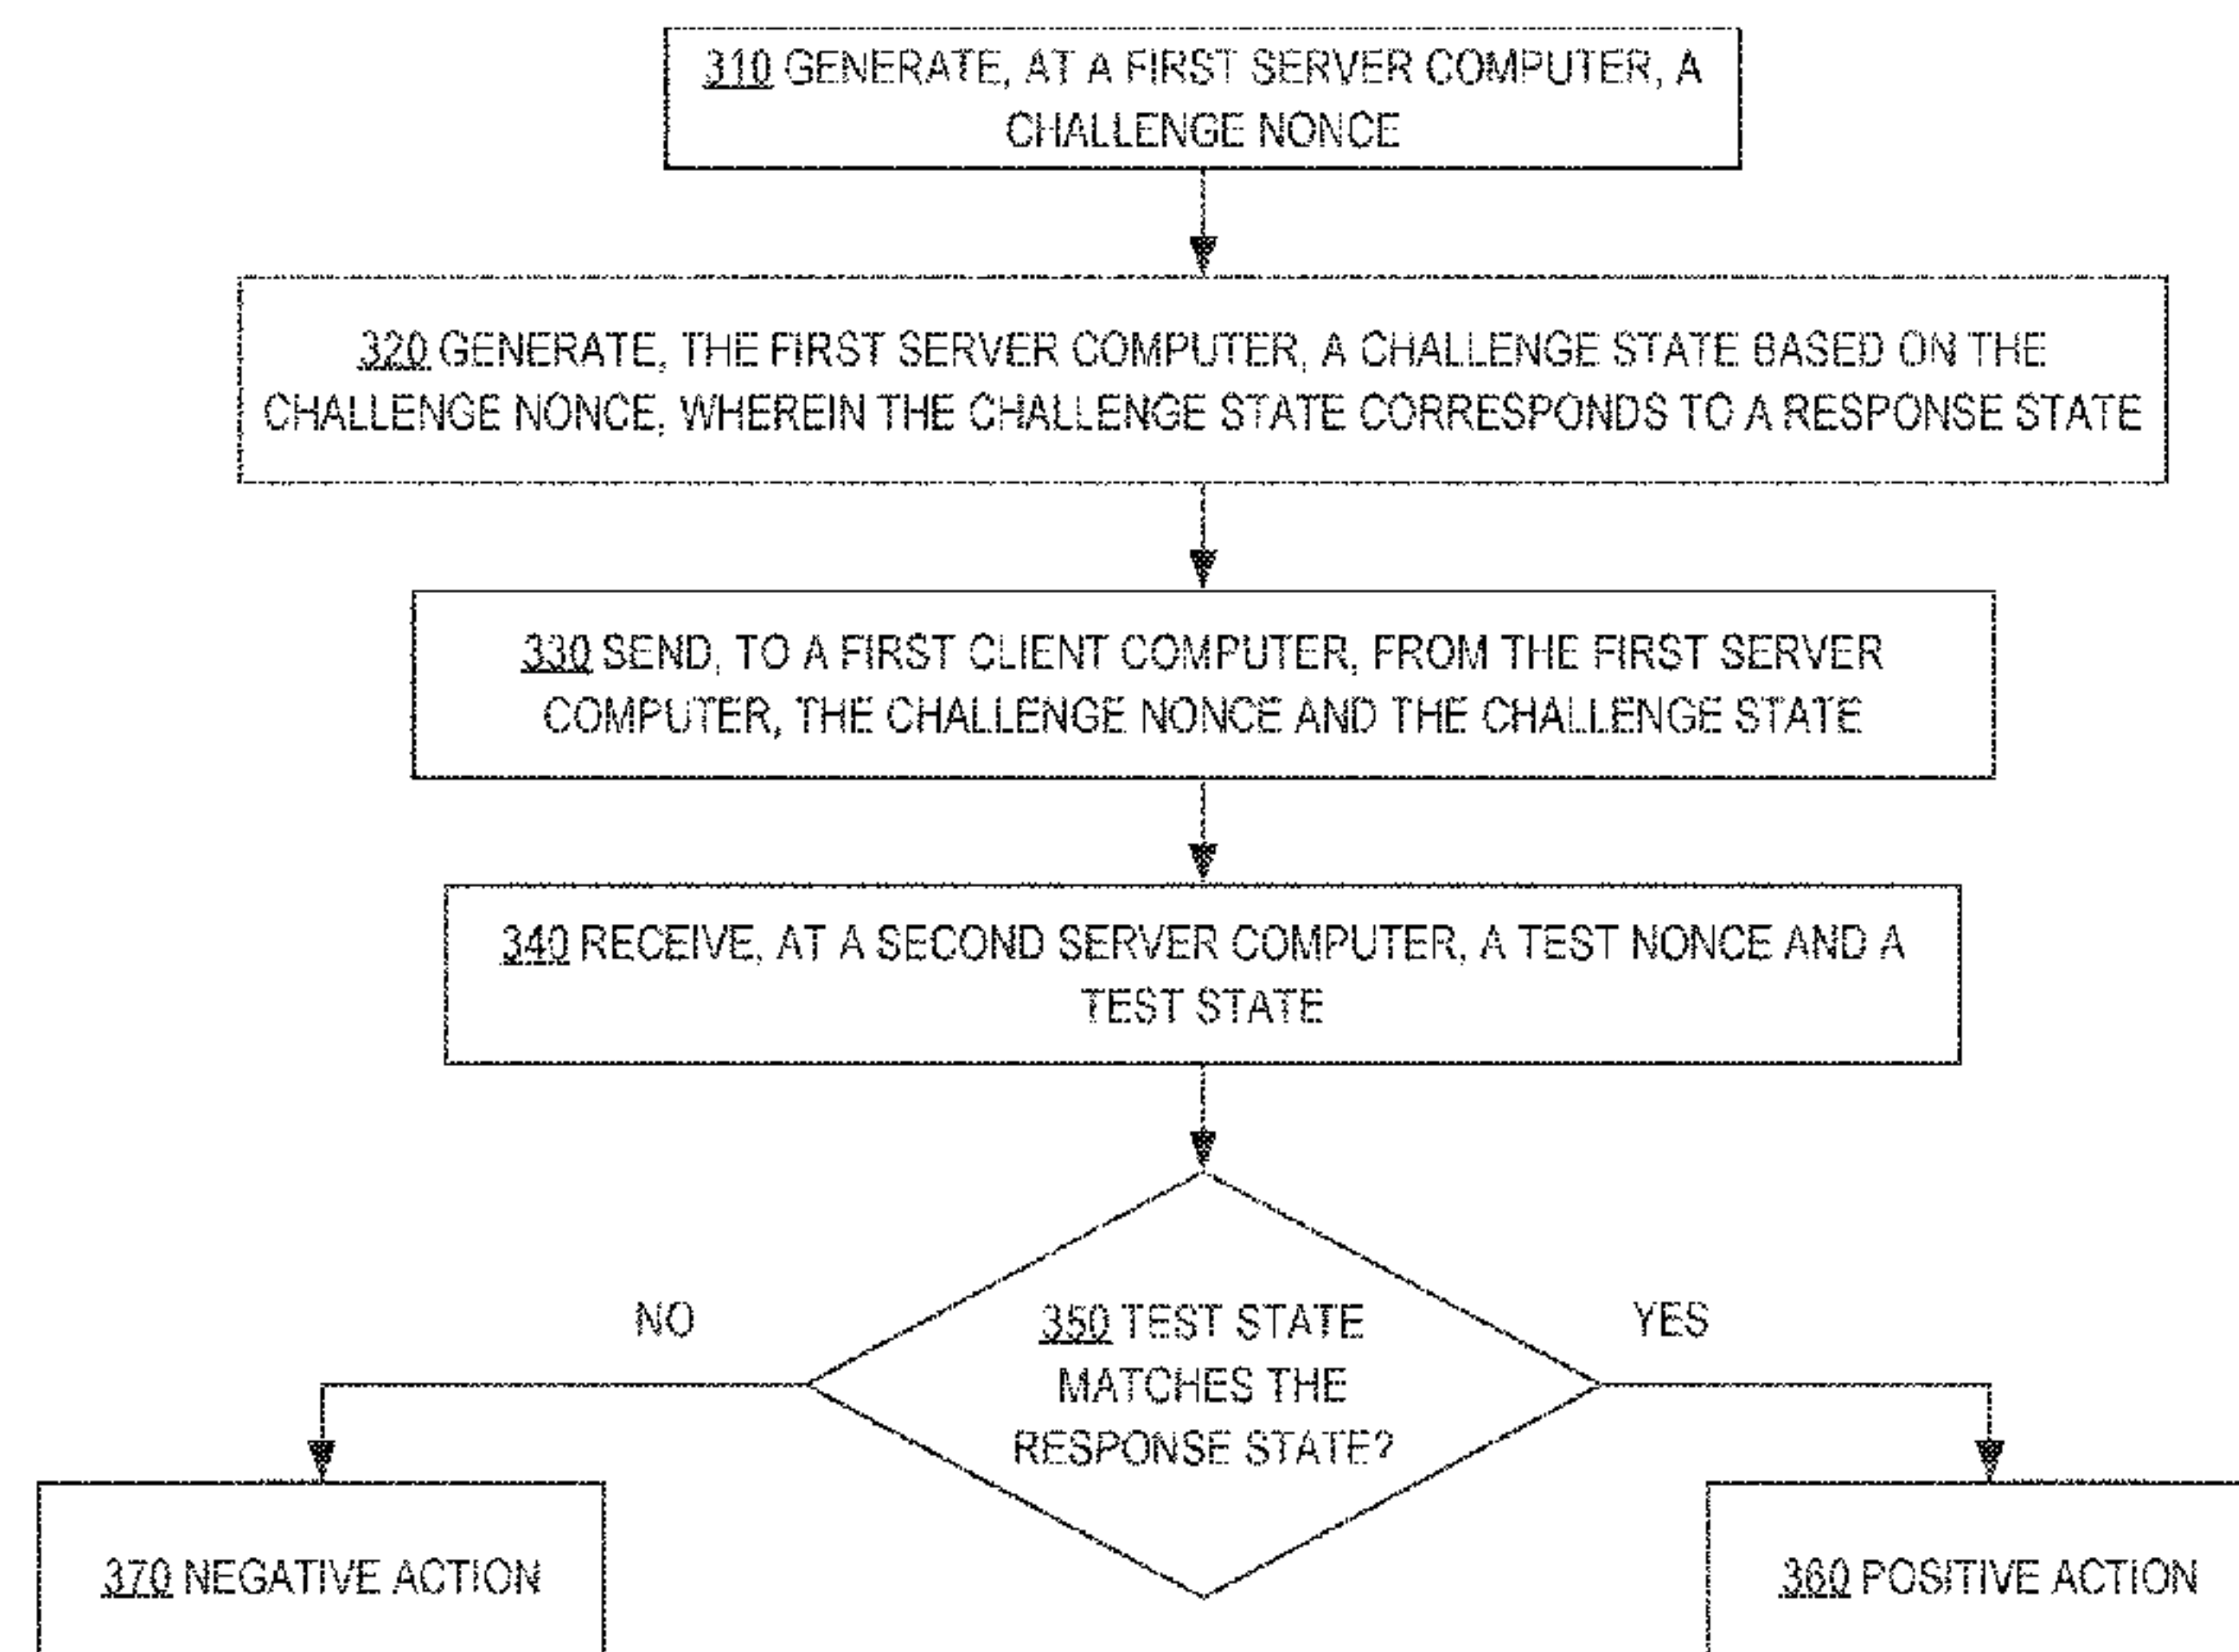 310 GENERATE, AT A FIRST SERVER COMPUTER, A
CHALLENGE NONCE
320 GENERATE, THE FIRST SERVER COMPUTER, A CHALLENGE STATE BASED ON THE
CHALLENGE NONCE, WHEREIN THE CHALLENGE STATE CORRESPONDS TO A RESPONSE STATE
330 SEND, TO A FIRST CLIENT COMPUTER, FROM THE FIRST SERVER
COMPUTER, THE CHALLENGE NONCE AND THE CHALLENGE STATE
340 RECEIVE, AT A SECOND SERVER COMPUTER, A TEST NONCE AND A
TEST STATE
NO
350 TEST STATE
MATCHES THE
RESPONSE STATE?
YES
370 NEGATIVE ACTION
360 POSITIVE ACTION